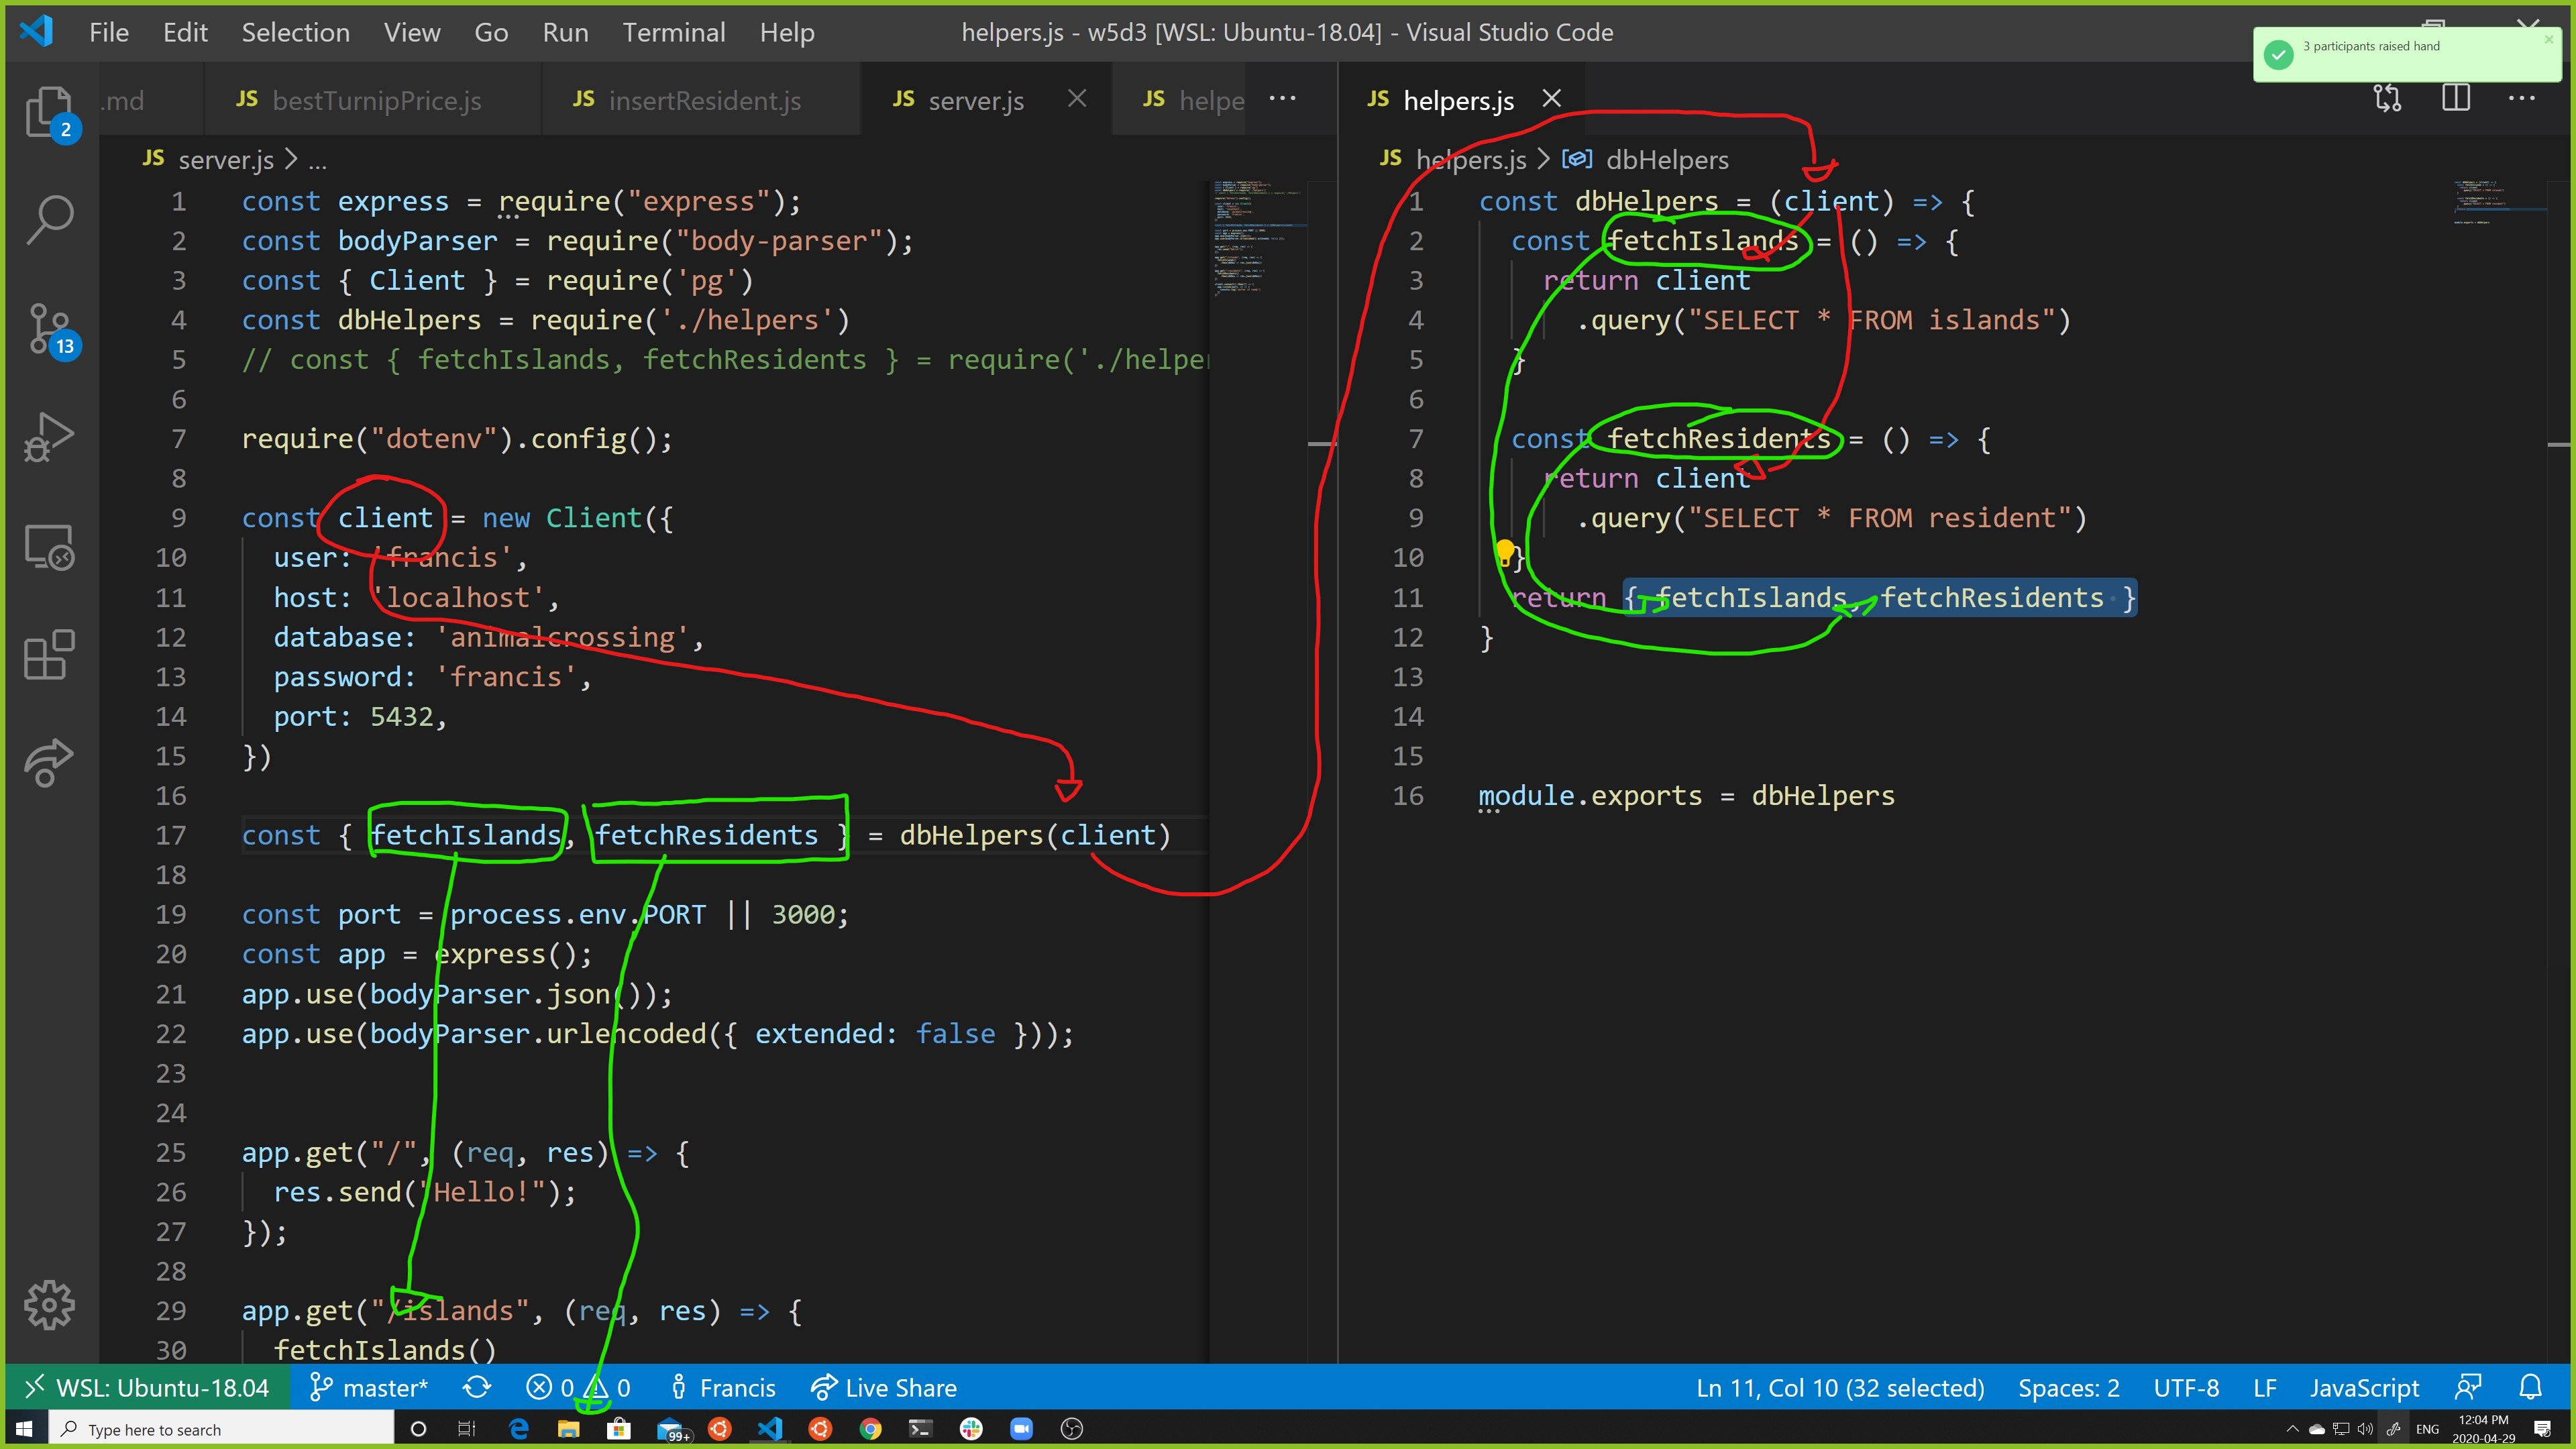 File Edit Selection View Go Run Terminal Help
helpers.js - w5d3 [WSL: Ubuntu-18.04] - Visual Studio Code
3 participants raised hand
.md JS bestTurnipPrice.js JS insertResident.js JS server.js JS helpe ...
JS server.js > ...
1 const express = require("express");
2 const bodyParser = require("body-parser");
3 const { Client } = require('pg')
4 const dbHelpers = require('./helpers')
5 // const { fetchIslands, fetchResidents } = require('./helper
6
7 require("dotenv").config();
8
9 const client = new Client({
10 user: 'francis',
11 host: 'localhost',
12 database: 'animalcrossing',
13 password: 'francis',
14 port: 5432,
15 })
16
17 const { fetchIslands, fetchResidents } = dbHelpers(client)
18
19 const port = process.env.PORT || 3000;
20 const app = express();
21 app.use(bodyParser.json());
22 app.use(bodyParser.urlencoded({ extended: false }));
23
24
25 app.get("/", (req, res) => {
26 res.send("Hello!");
27 });
28
29 app.get("/islands", (req, res) => {
30 fetchIslands()
JS helpers.js
JS helpers.js > dbHelpers
1 const dbHelpers = (client) => {
2 const fetchIslands = () => {
3 return client
4 .query("SELECT * FROM islands")
5 }
6
7 const fetchResidents = () => {
8 return client
9 .query("SELECT * FROM resident")
10 }
11 return { fetchIslands, fetchResidents }
12 }
13
14
15
16 module.exports = dbHelpers
2
13
WSL: Ubuntu-18.04 master* 0 0 Francis Live Share Ln 11, Col 10 (32 selected) Spaces: 2 UTF-8 LF JavaScript
Type here to search 99+ ENG 12:04 PM
2020-04-29